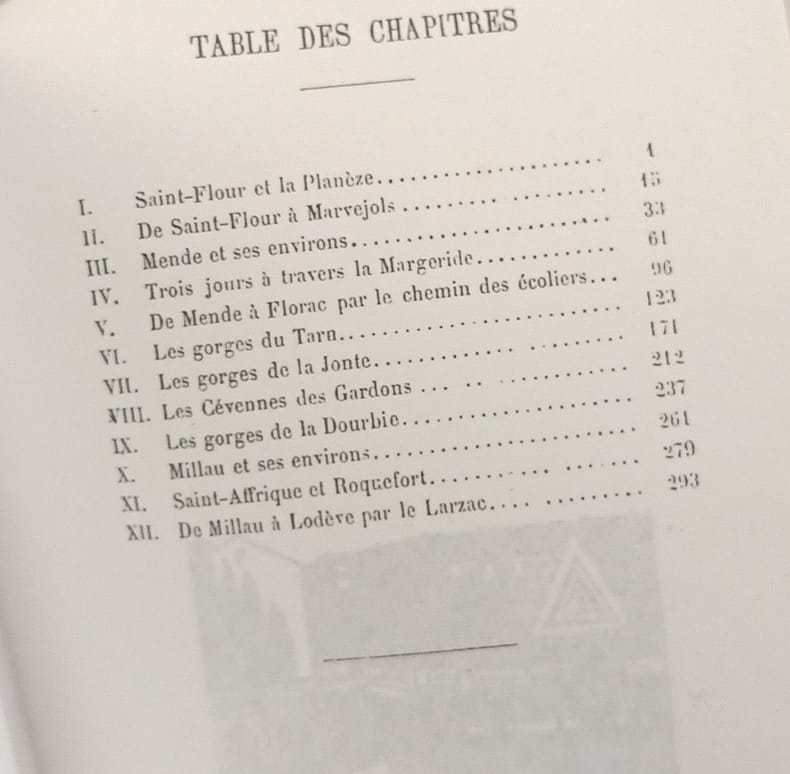 TABLE DES CHAPITRES
I. Saint-Flour et la Planèze..................... 1
II. De Saint-Flour à Marvejols .................... 15
III. Mende et ses environs......................... 33
IV. Trois jours à travers la Margeride............. 61
V. De Mende à Florac par le chemin des écoliers... 96
VI. Les gorges du Tarn........................... 123
VII. Les gorges de la Jonte....................... 171
VIII. Les Cévennes des Gardons ... .. ............. 212
IX. Les gorges de la Dourbie...................... 237
X. Millau et ses environs......................... 261
XI. Saint-Affrique et Roquefort............ ....... 279
XII. De Millau à Lodève par le Larzac.... ......... 293